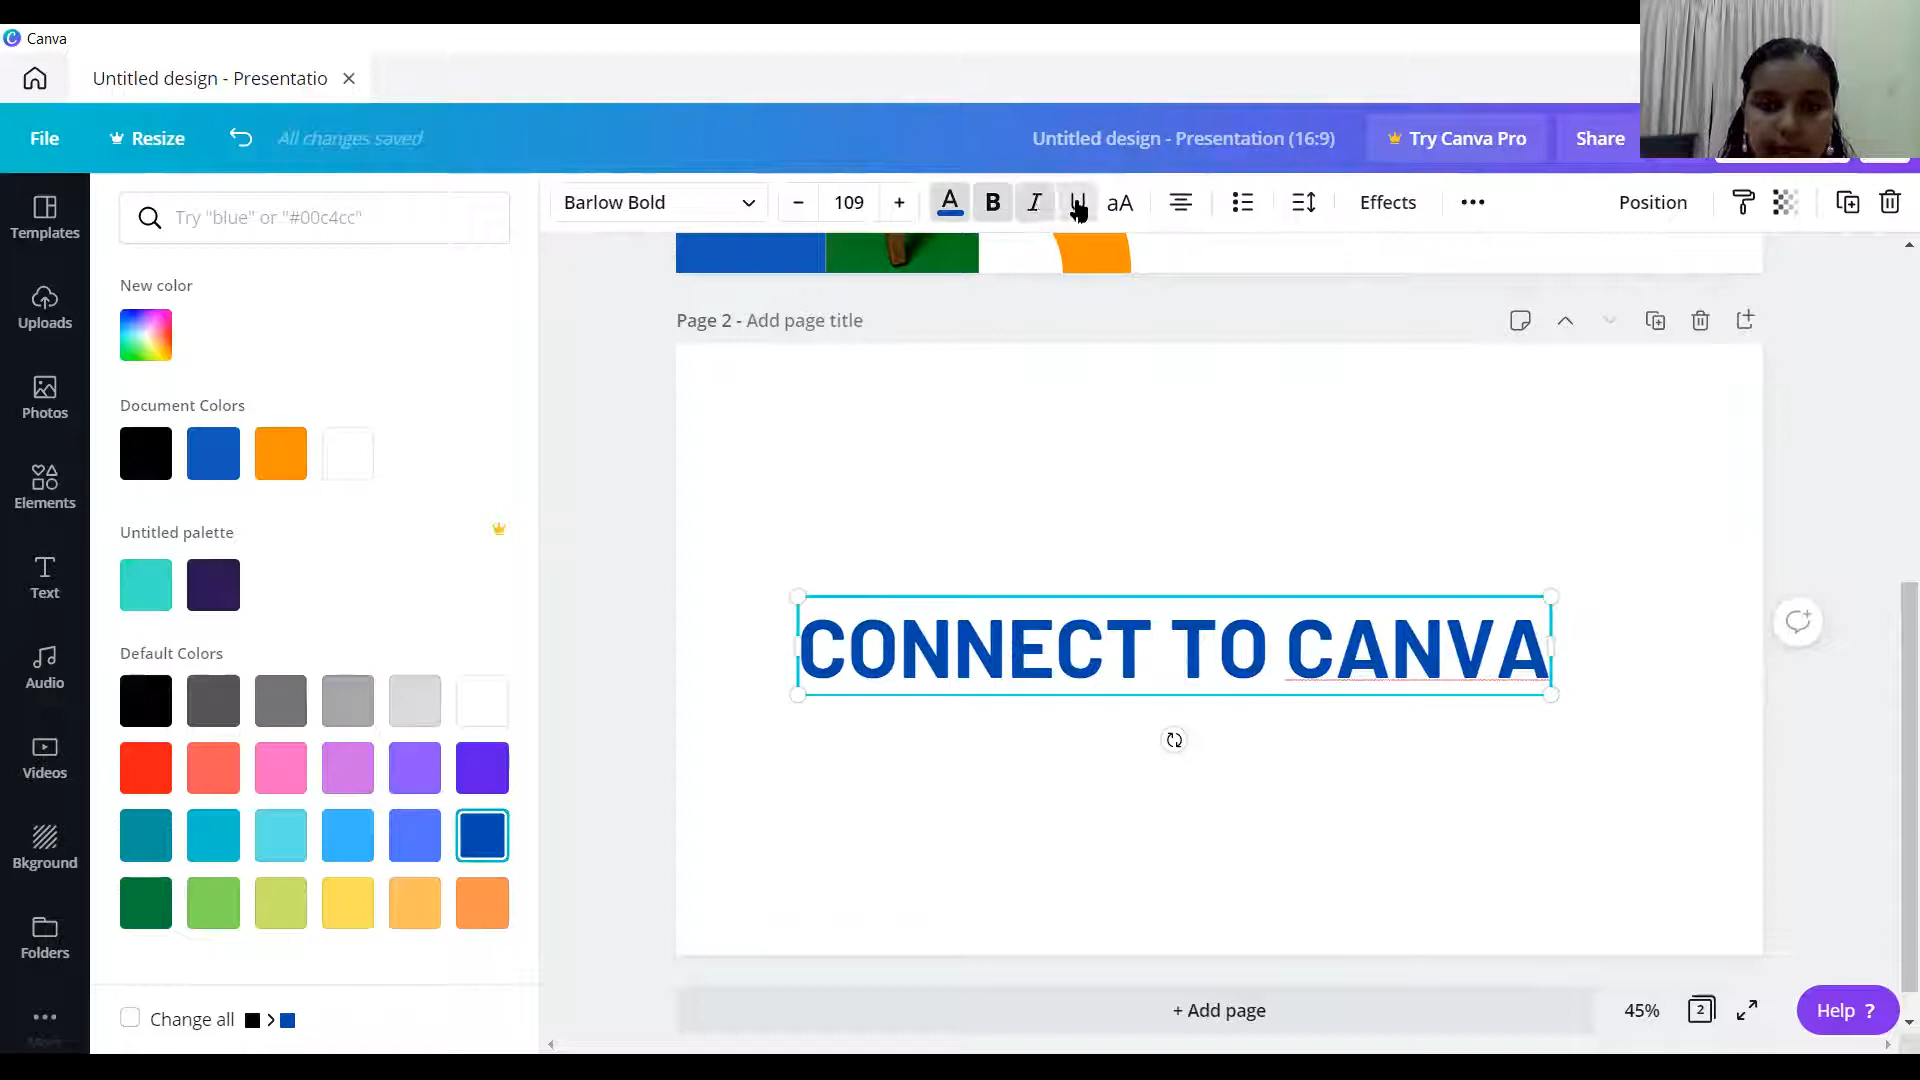 Canva
Untitled design - Presentatio
File
Resize
All changes saved
Untitled design - Presentation (16:9)
Try Canva Pro
Share
Templates
Uploads
Photos
Elements
Text
Audio
Videos
Bkground
Folders
Try "blue" or "#00c4cc"
New color
Document Colors
Untitled palette
Default Colors
Change all
Barlow Bold
109
A
B
I
U
aA
Effects
Position
Page 2 - Add page title
CONNECT TO CANVA
+ Add page
45%
2
Help ?